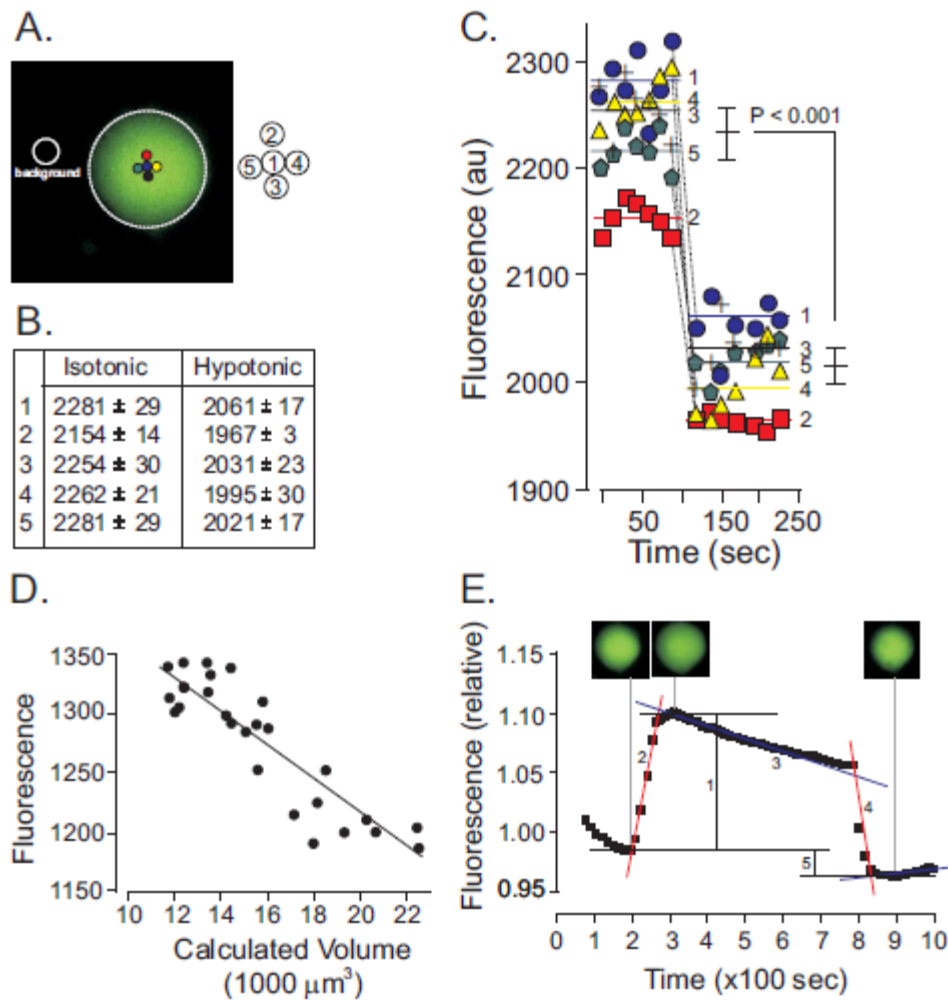 A.
background
2
5 1 4
3
B.
Isotonic Hypotonic
1 2281 ± 29 2061 ± 17
2 2154 ± 14 1967 ± 3
3 2254 ± 30 2031 ± 23
4 2262 ± 21 1995 ± 30
5 2281 ± 29 2021 ± 17
C.
Fluorescence (au)
2300
2200
2100
2000
1900
1
4
3
5
2
P < 0.001
1
3
5
4
2
50 150 250
Time (sec)
D.
Fluorescence
1350
1300
1250
1200
1150
10 12 14 16 18 20 22
Calculated Volume
(1000 μm³)
E.
Fluorescence (relative)
1.15
1.10
1.05
1.00
0.95
2
1
3
4
5
0 1 2 3 4 5 6 7 8 9 10
Time (x100 sec)